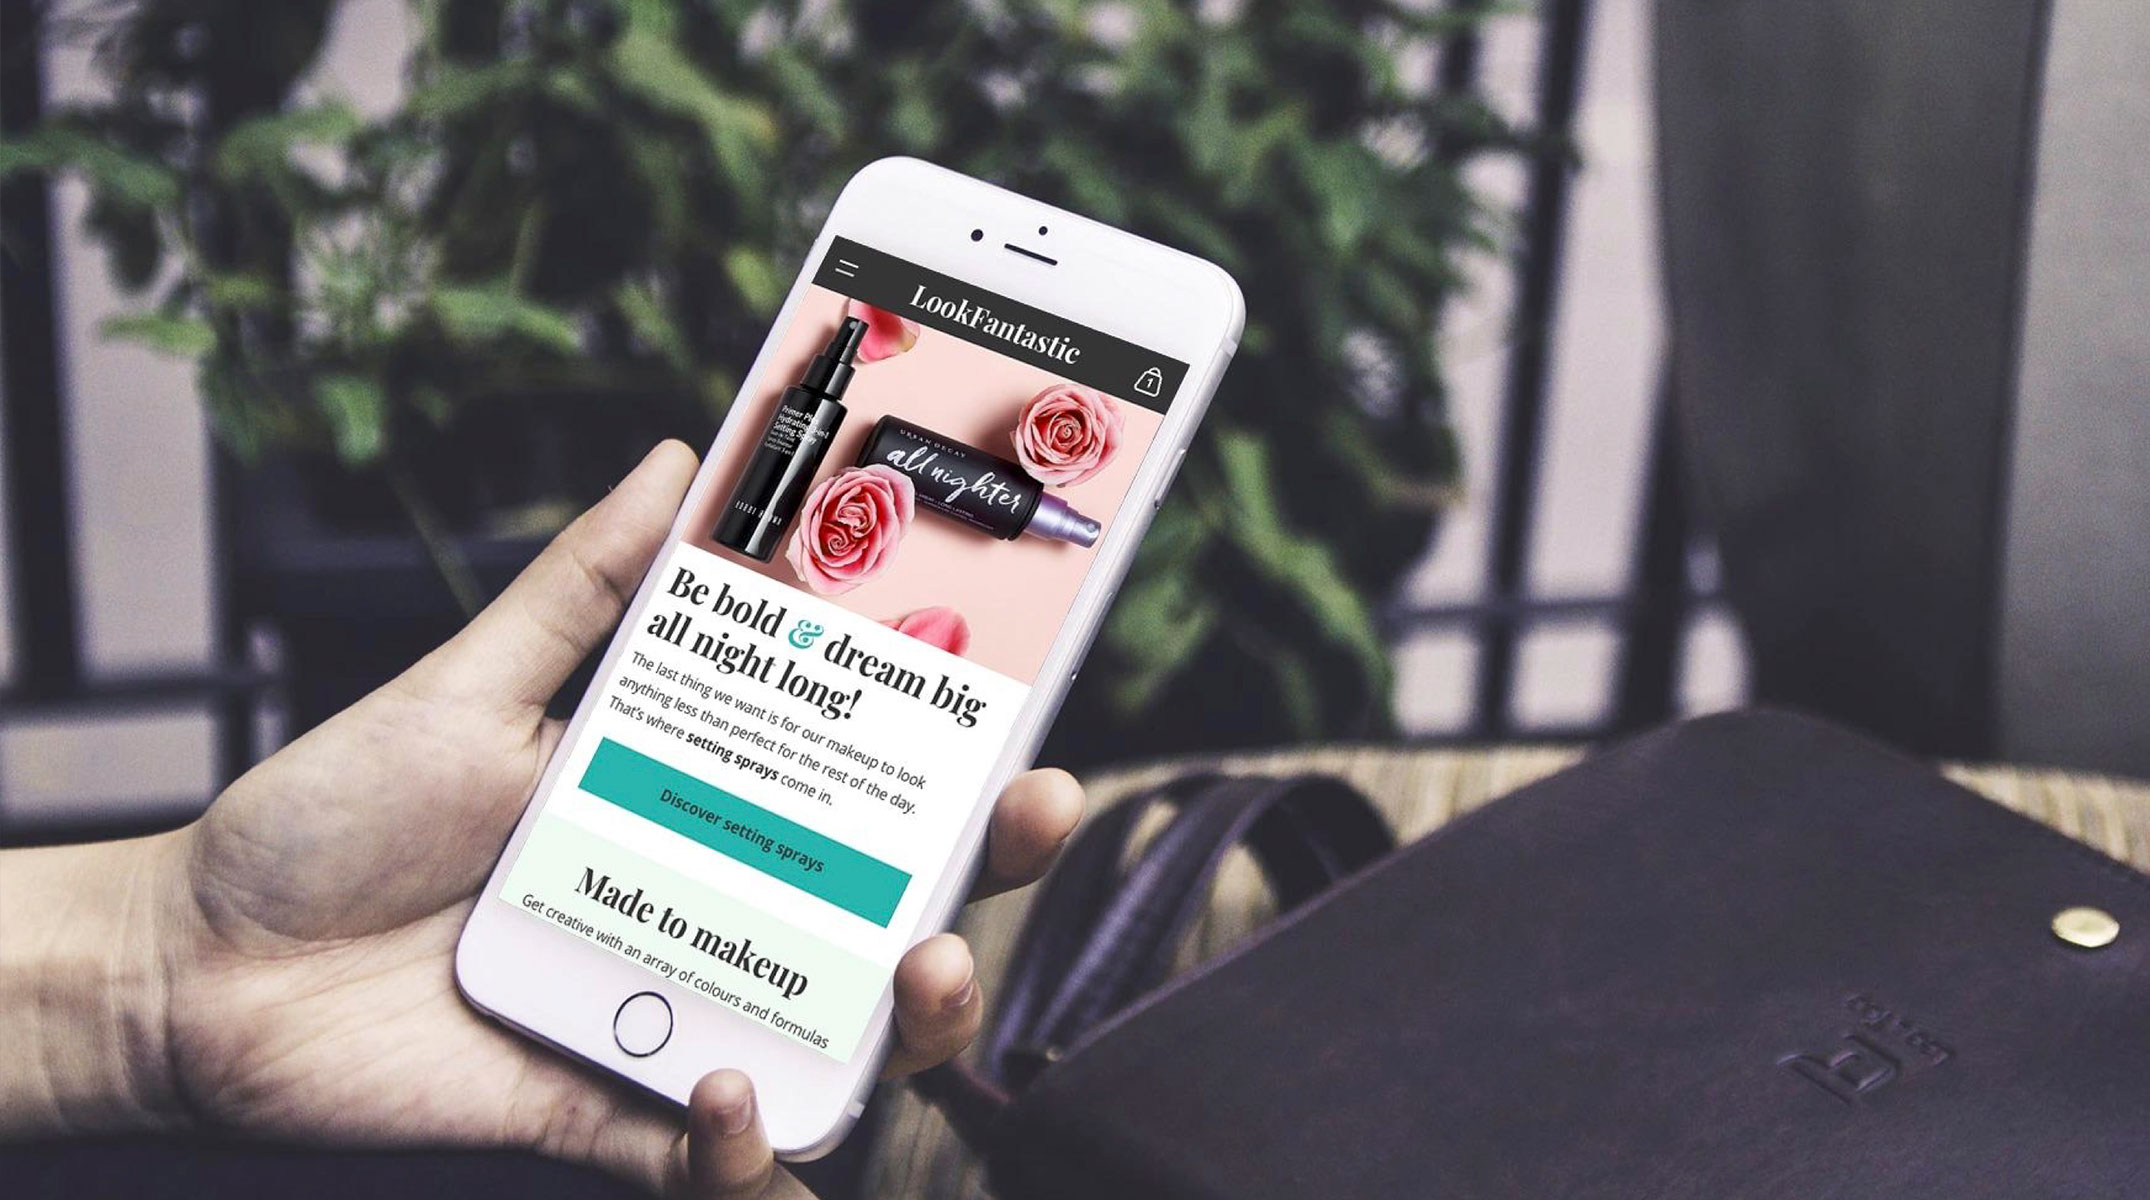 LookFantastic
1
Primer Plus
Hydrating 3-in-1
Setting Spray
BOBBI BROWN
URBAN DECAY
all nighter
Be bold & dream big
all night long!
The last thing we want is for our makeup to look
anything less than perfect for the rest of the day.
That's where setting sprays come in.
Discover setting sprays
Made to makeup
Get creative with an array of colours and formulas